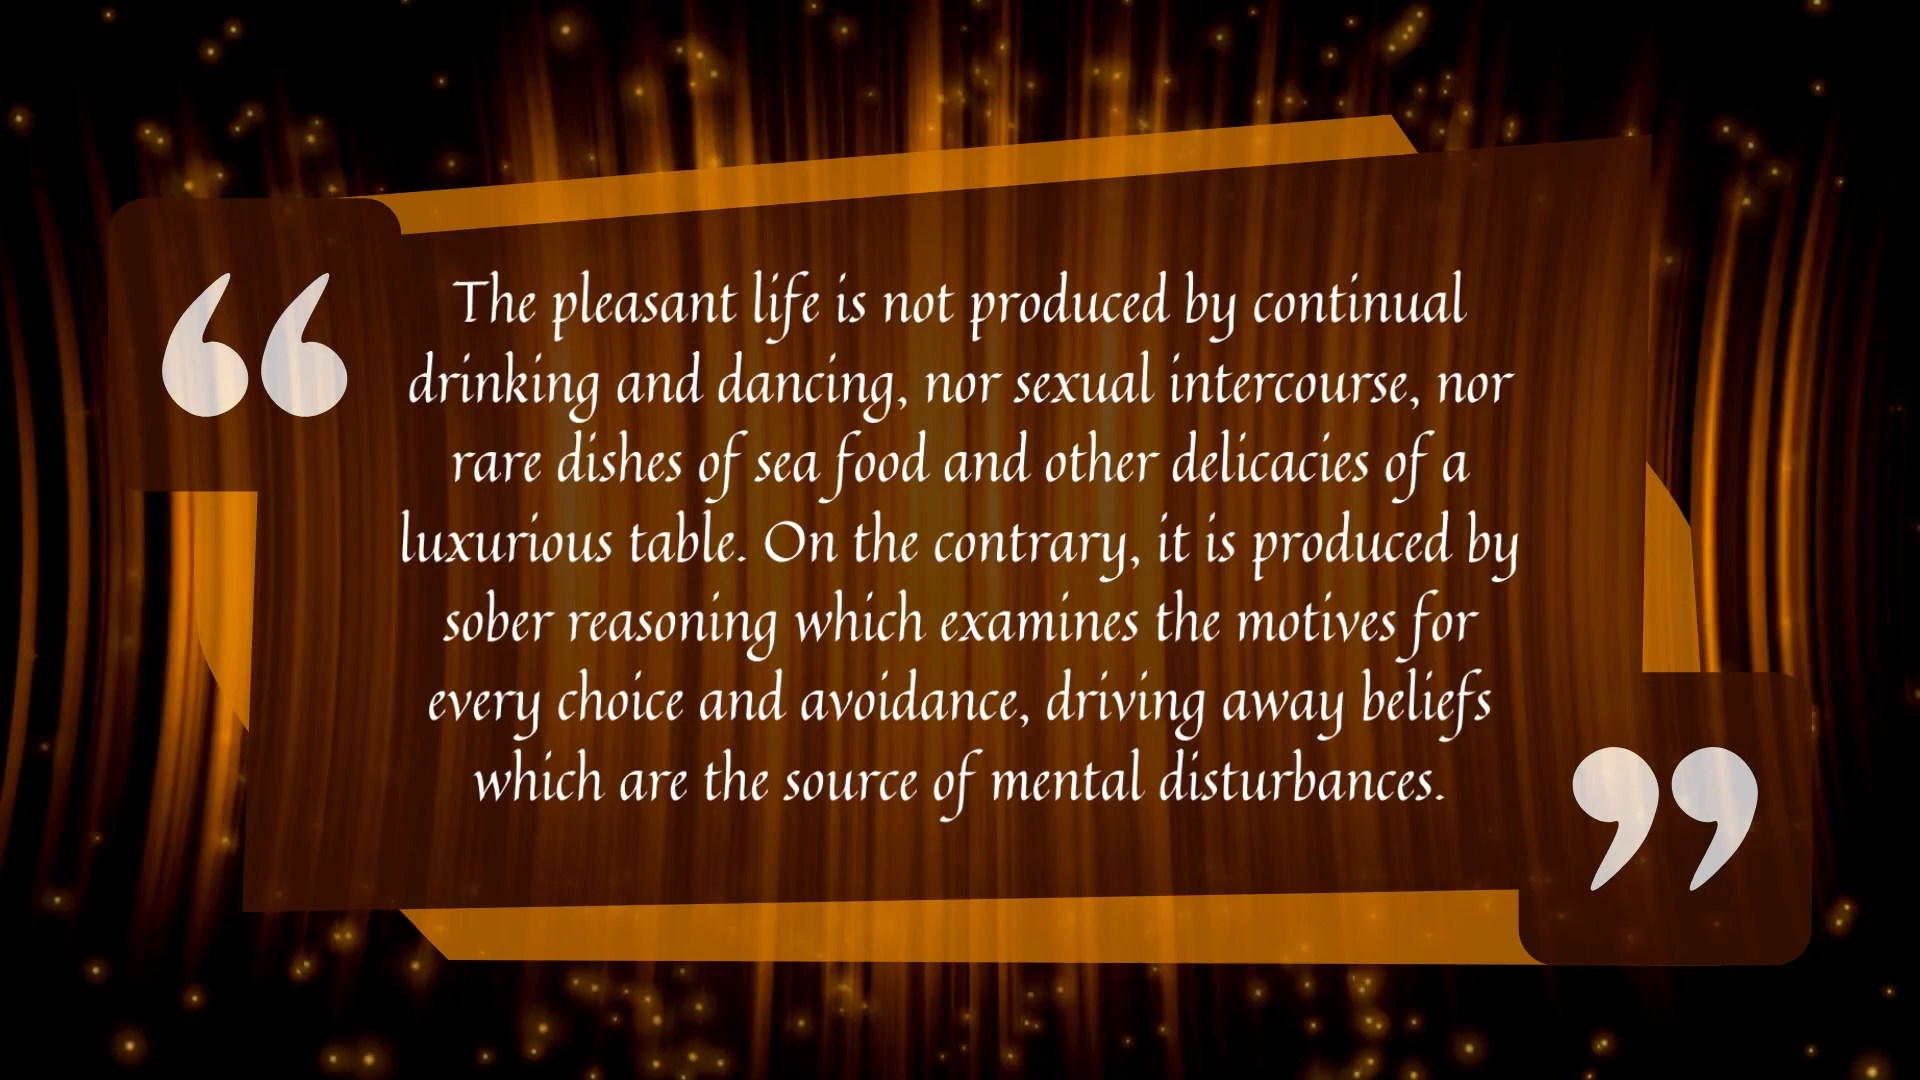 “
The pleasant life is not produced by continual
drinking and dancing, nor sexual intercourse, nor
rare dishes of sea food and other delicacies of a
luxurious table. On the contrary, it is produced by
sober reasoning which examines the motives for
every choice and avoidance, driving away beliefs
which are the source of mental disturbances.
”